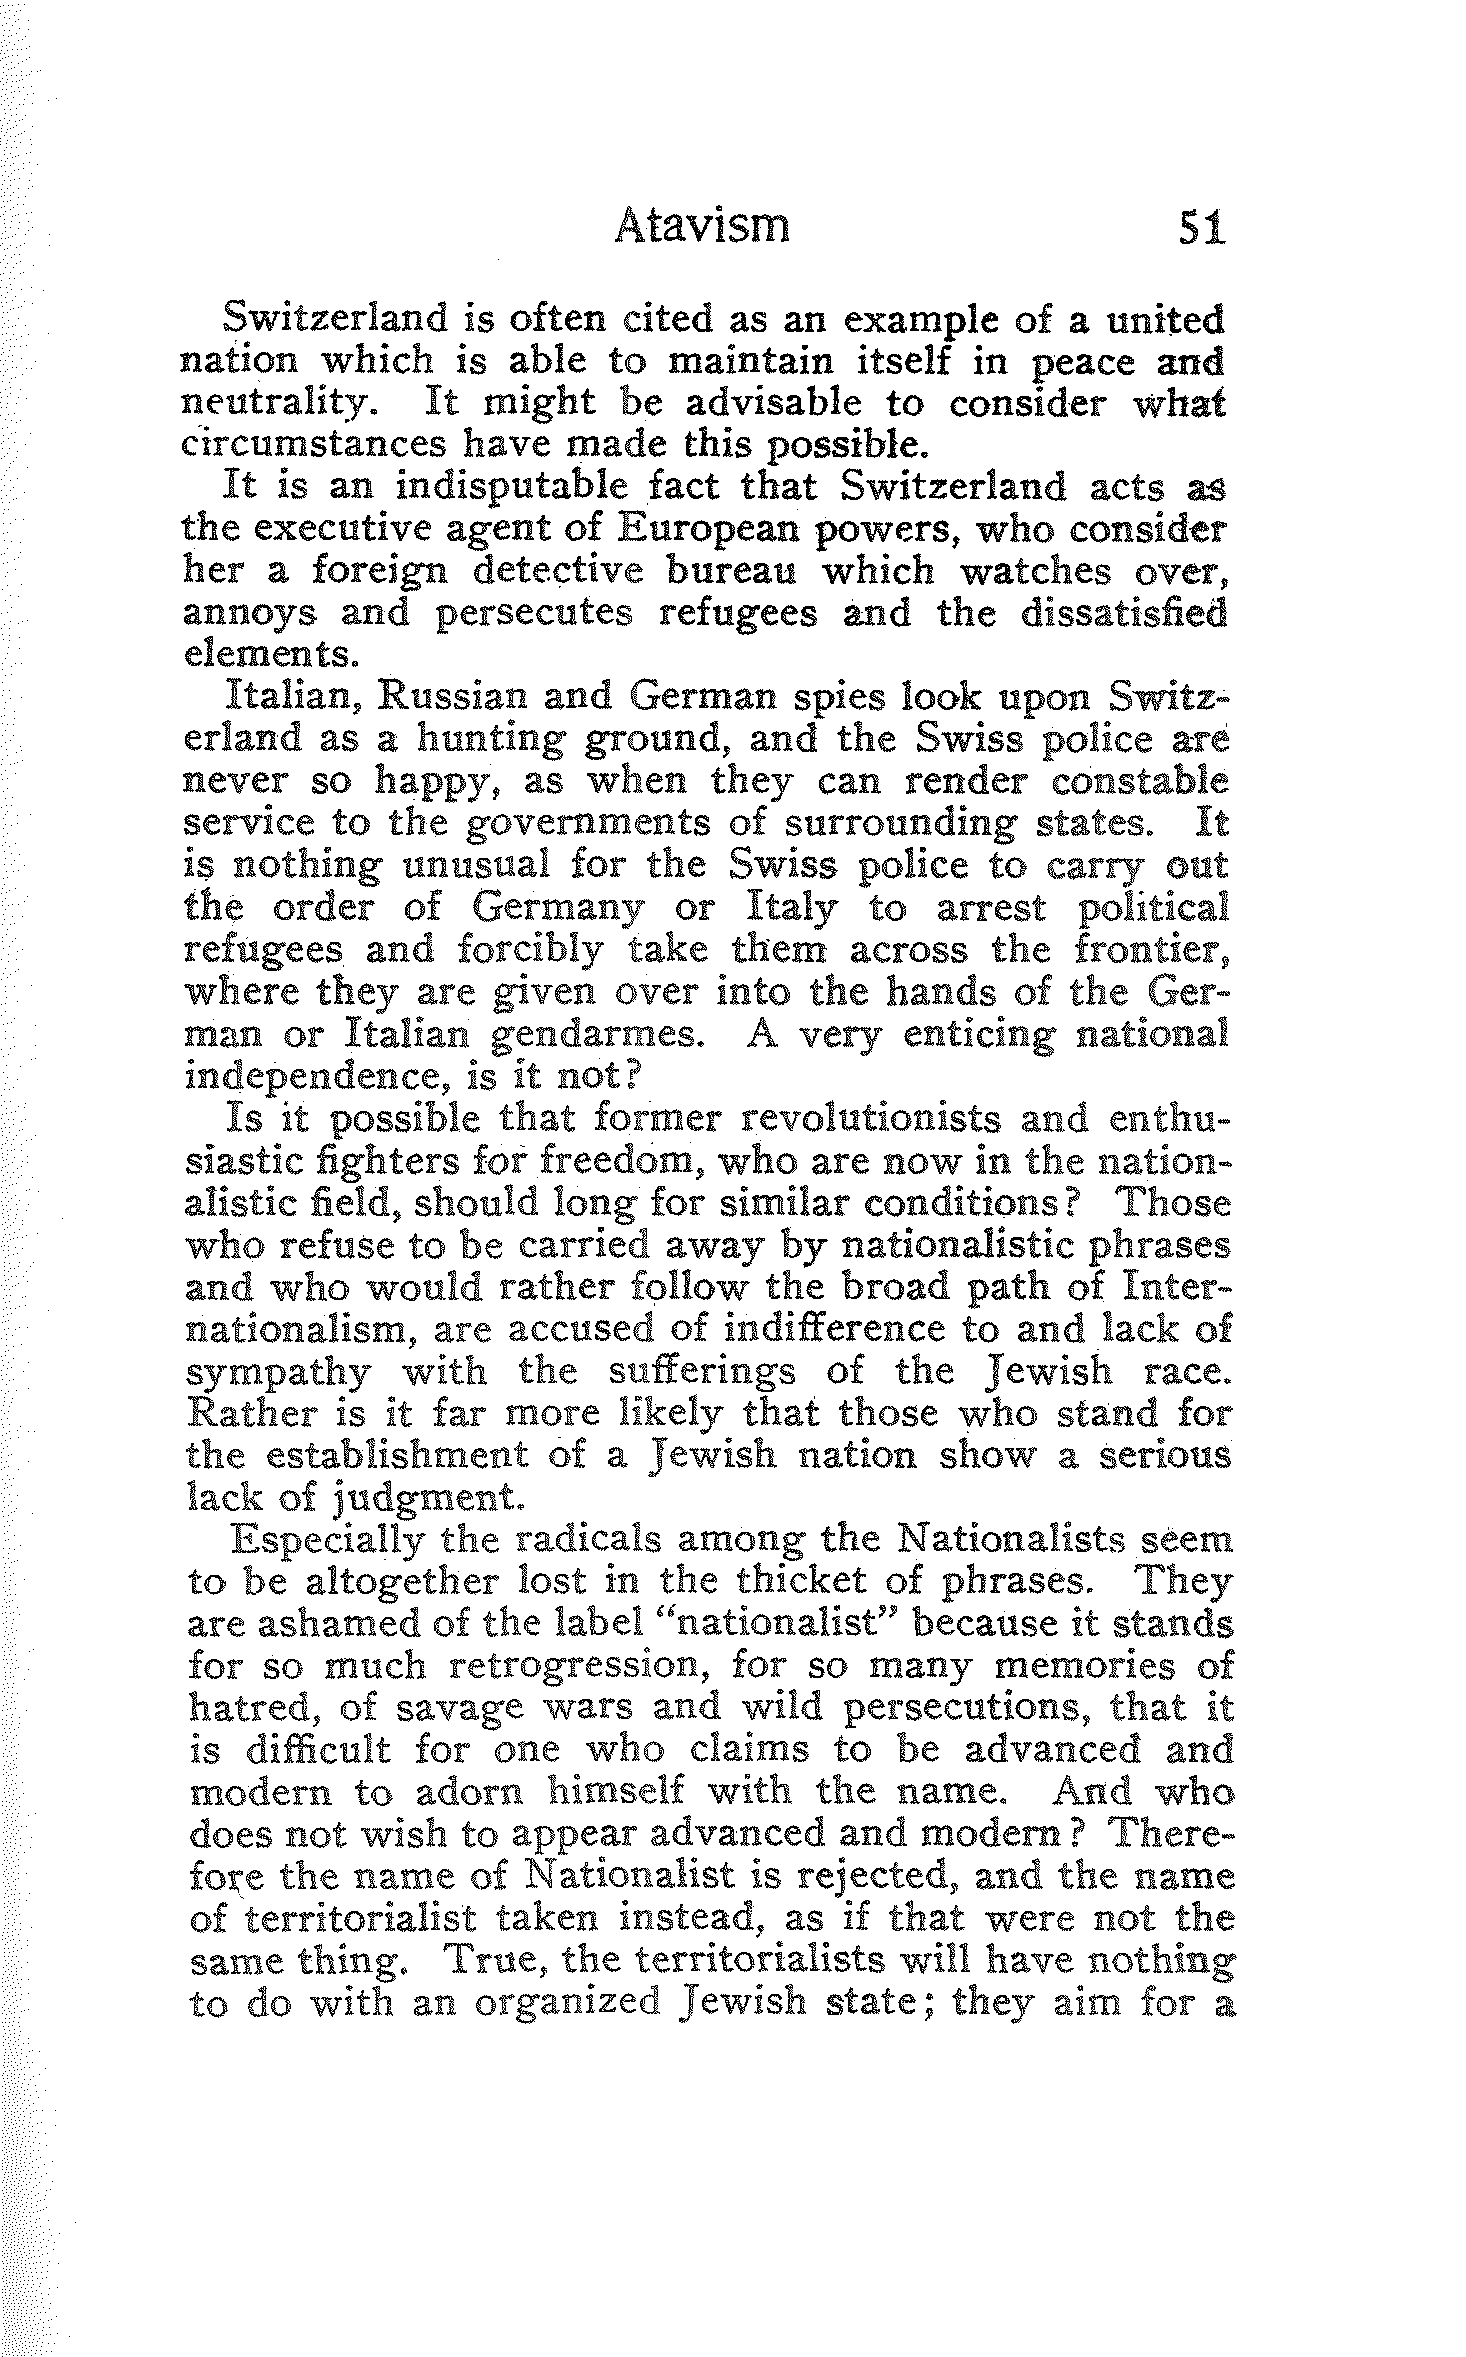 Atavism 51
Switzerland is often cited as an example of a united
nation which is able to maintain itself in peace and
neutrality. It might be advisable to consider what
circumstances have made this possible.
It is an indisputable fact that Switzerland acts as
the executive agent of European powers, who consider
her a foreign detective bureau which watches over,
annoys and persecutes refugees and the dissatisfied
elements.
Italian, Russian and German spies look upon Switz-
erland as a hunting ground, and the Swiss police are
never so happy, as when they can render constable
service to the governments of surrounding states. It
is nothing unusual for the Swiss police to carry out
the order of Germany or Italy to arrest political
refugees and forcibly take them across the frontier,
where they are given over into the hands of the Ger-
man or Italian gendarmes. A very enticing national
independence, is it not?
Is it possible that former revolutionists and enthu-
siastic fighters for freedom, who are now in the nation-
alistic field, should long for similar conditions? Those
who refuse to be carried away by nationalistic phrases
and who would rather follow the broad path of Inter-
nationalism, are accused of indifference to and lack of
sympathy with the sufferings of the Jewish race.
Rather is it far more likely that those who stand for
the establishment of a Jewish nation show a serious
lack of judgment.
Especially the radicals among the Nationalists seem
to be altogether lost in the thicket of phrases. They
are ashamed of the label “nationalist” because it stands
for so much retrogression, for so many memories of
hatred, of savage wars and wild persecutions, that it
is difficult for one who claims to be advanced and
modern to adorn himself with the name. And who
does not wish to appear advanced and modern? There-
fore the name of Nationalist is rejected, and the name
of territorialist taken instead, as if that were not the
same thing. True, the territorialists will have nothing
to do with an organized Jewish state; they aim for a